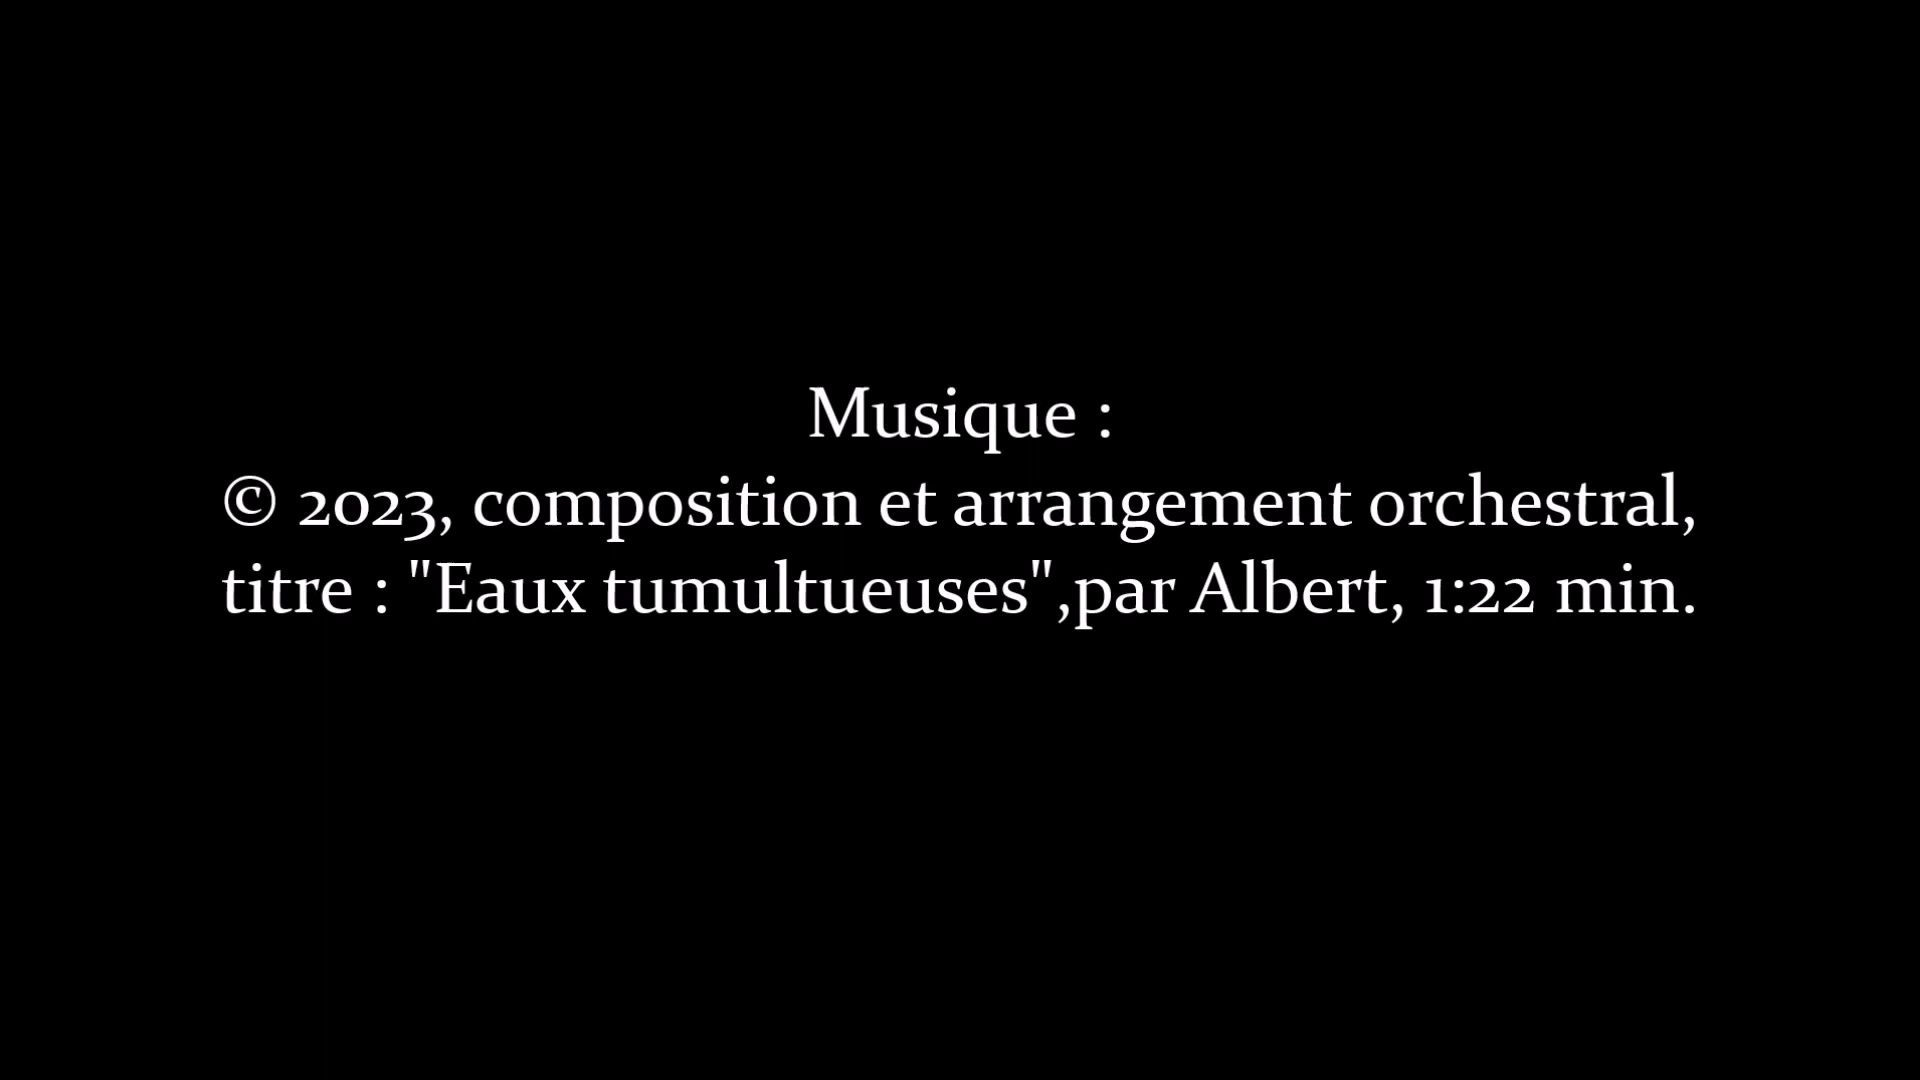 Musique :
© 2023, composition et arrangement orchestral,
titre : "Eaux tumultueuses",par Albert, 1:22 min.